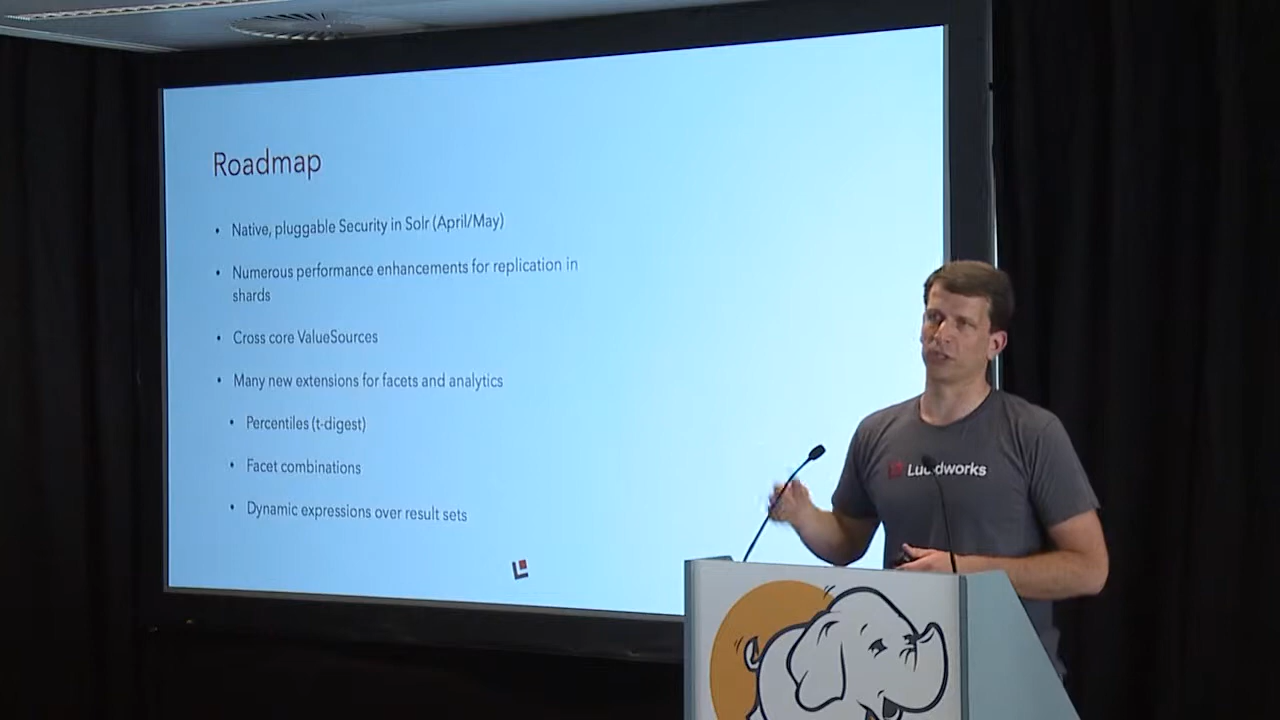 Roadmap
• Native, pluggable Security in Solr (April/May)
• Numerous performance enhancements for replication in
shards
• Cross core ValueSources
• Many new extensions for facets and analytics
• Percentiles (t-digest)
• Facet combinations
• Dynamic expressions over result sets
Lucidworks